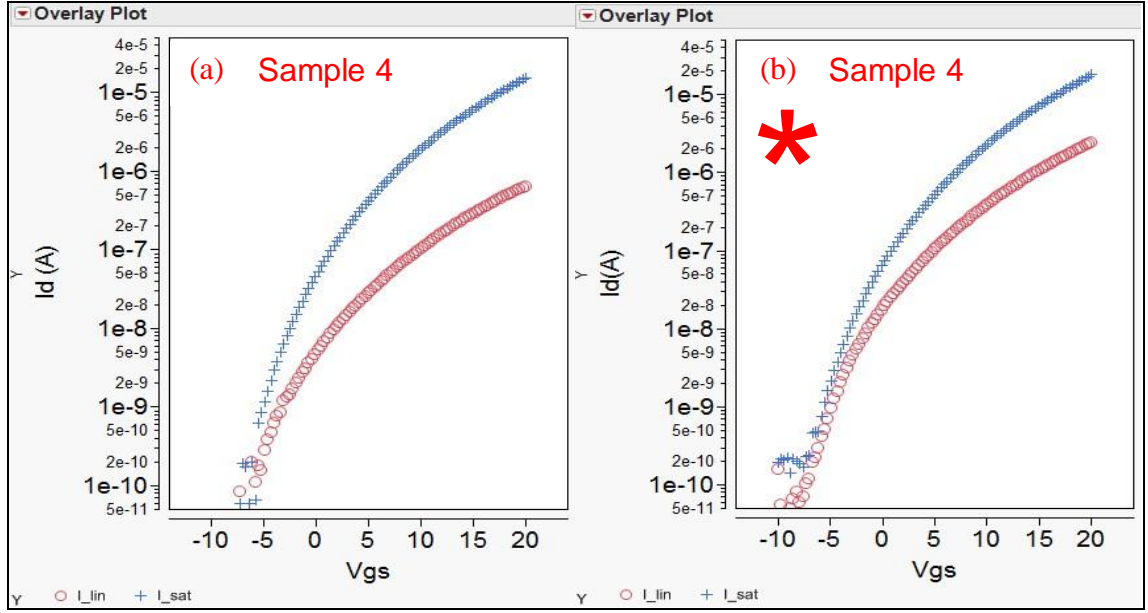 Overlay Plot
(a) Sample 4
4e-5
2e-5
1e-5
5e-6
2e-6
1e-6
5e-7
2e-7
1e-7
5e-8
2e-8
1e-8
5e-9
2e-9
1e-9
5e-10
2e-10
1e-10
5e-11
Y
Id (A)
-10 -5 0 5 10 15 20
Vgs
Y I_lin I_sat
Overlay Plot
(b) Sample 4
*
4e-5
2e-5
1e-5
5e-6
2e-6
1e-6
5e-7
2e-7
1e-7
5e-8
2e-8
1e-8
5e-9
2e-9
1e-9
5e-10
2e-10
1e-10
5e-11
Y
Id(A)
-10 -5 0 5 10 15 20
Vgs
Y I_lin I_sat